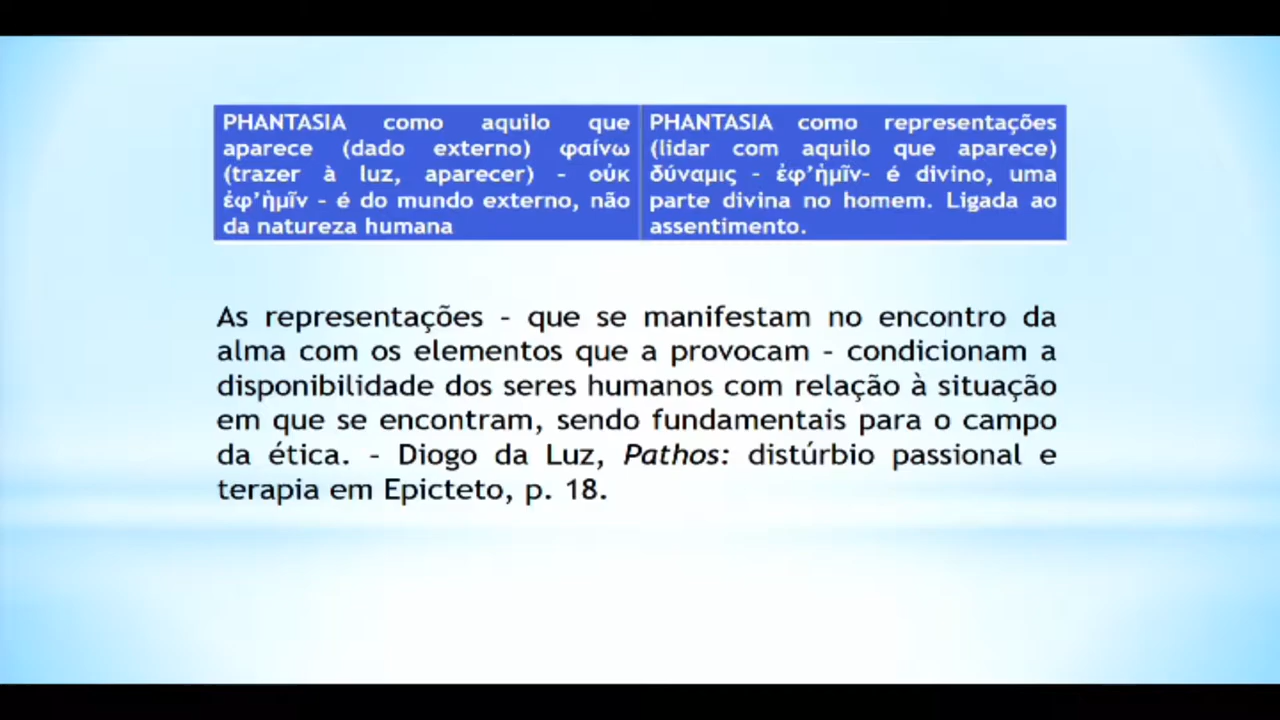 PHANTASIA como aquilo que
aparece (dado externo) φαίνω
(trazer à luz, aparecer) – οὐκ
ἐφ’ἡμῖν – é do mundo externo, não
da natureza humana
PHANTASIA como representações
(lidar com aquilo que aparece)
δύναμις – ἐφ’ἡμῖν– é divino, uma
parte divina no homem. Ligada ao
assentimento.
As representações – que se manifestam no encontro da
alma com os elementos que a provocam – condicionam a
disponibilidade dos seres humanos com relação à situação
em que se encontram, sendo fundamentais para o campo
da ética. – Diogo da Luz, Pathos: distúrbio passional e
terapia em Epicteto, p. 18.